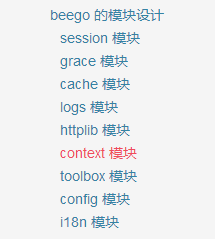 beego 的模块设计
session 模块
grace 模块
cache 模块
logs 模块
httplib 模块
context 模块
toolbox 模块
config 模块
i18n 模块